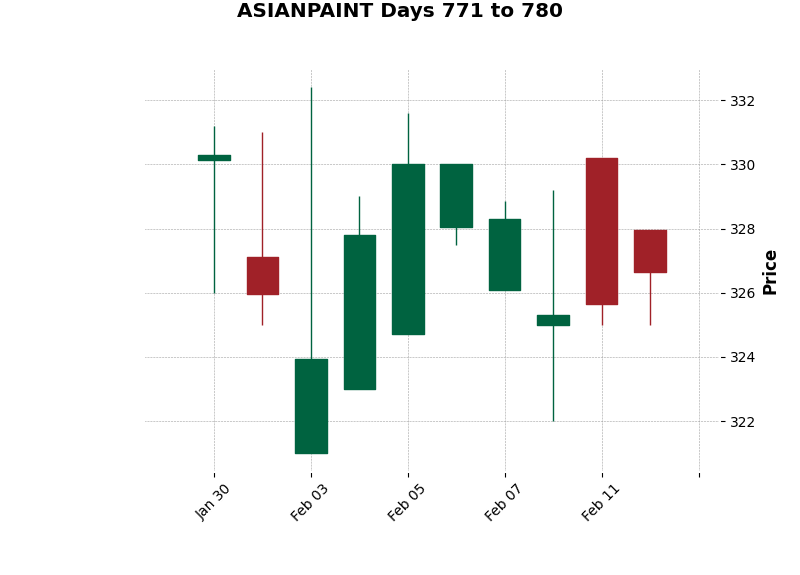 ASIANPAINT Days 771 to 780
332
330
328
326
324
322
Price
Jan 30
Feb 03
Feb 05
Feb 07
Feb 11